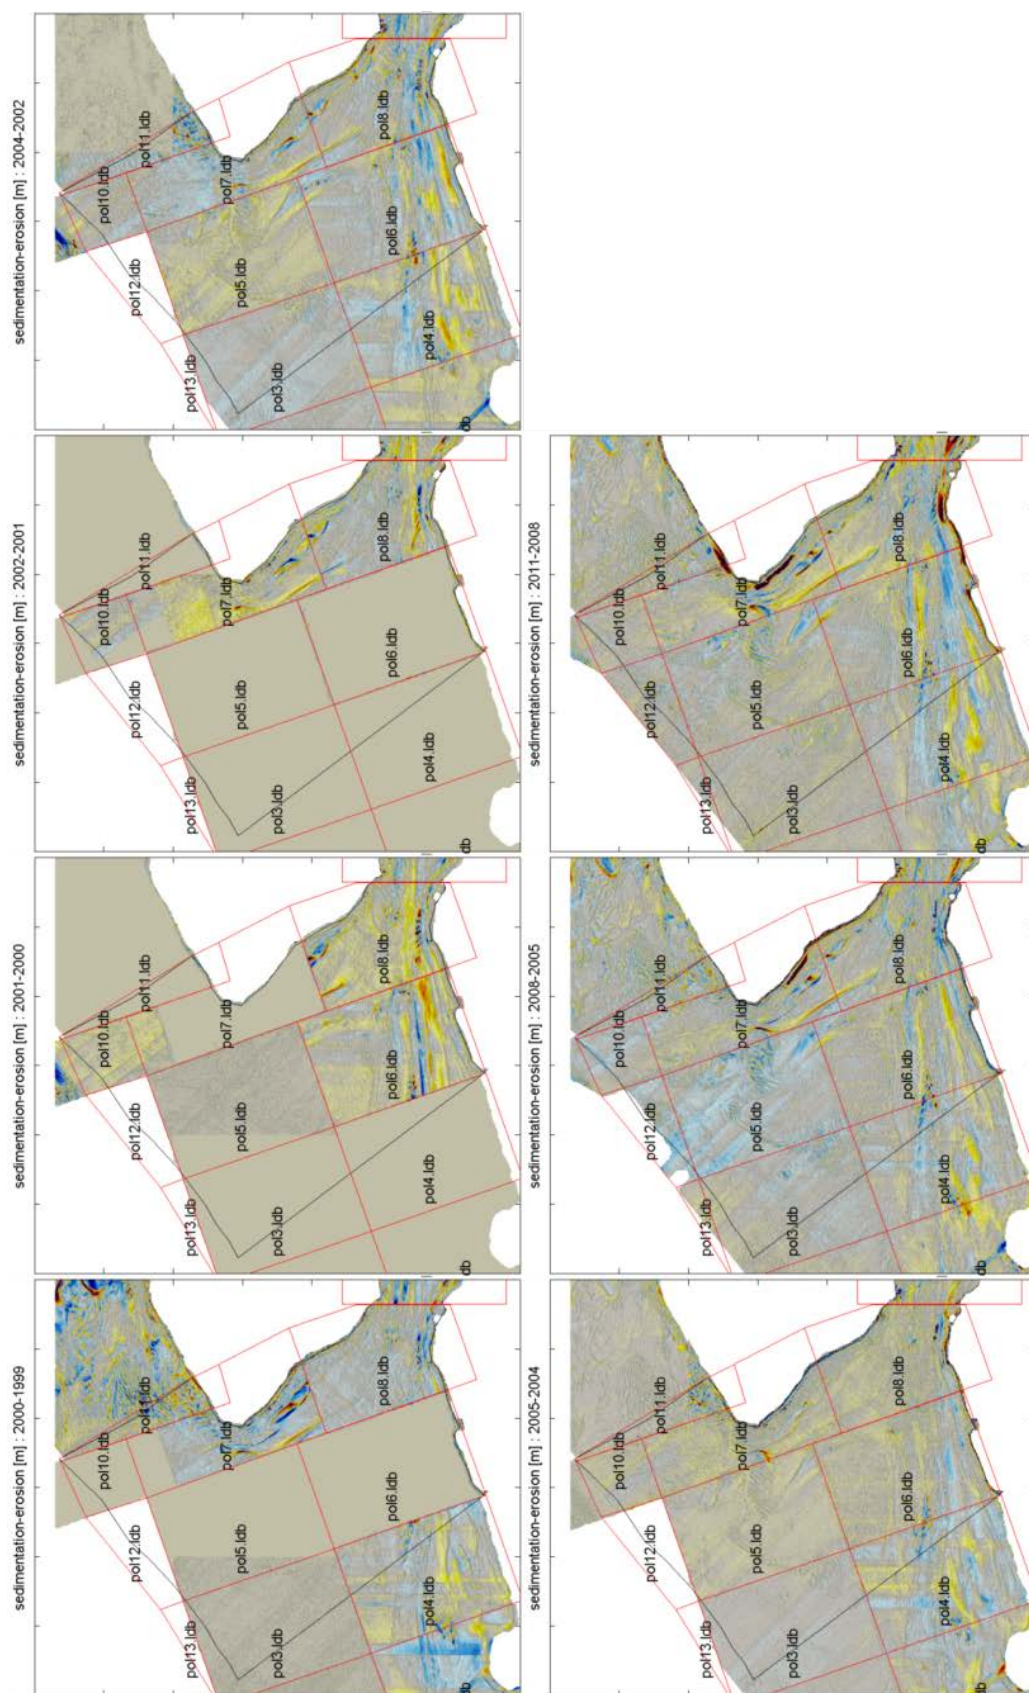 sedimentation-erosion [m] : 2000-1999
pol10.ldb
pol12.ldb
pol11.ldb
pol13.ldb
pol7.ldb
pol5.ldb
pol3.ldb
pol8.ldb
pol6.ldb
pol4.ldb
db
sedimentation-erosion [m] : 2001-2000
pol10.ldb
pol12.ldb
pol11.ldb
pol13.ldb
pol7.ldb
pol5.ldb
pol3.ldb
pol8.ldb
pol6.ldb
pol4.ldb
db
sedimentation-erosion [m] : 2002-2001
pol10.ldb
pol12.ldb
pol11.ldb
pol13.ldb
pol7.ldb
pol5.ldb
pol3.ldb
pol8.ldb
pol6.ldb
pol4.ldb
db
sedimentation-erosion [m] : 2004-2002
pol10.ldb
pol12.ldb
pol11.ldb
pol13.ldb
pol7.ldb
pol5.ldb
pol3.ldb
pol8.ldb
pol6.ldb
pol4.ldb
db
sedimentation-erosion [m] : 2005-2004
pol10.ldb
pol12.ldb
pol11.ldb
pol13.ldb
pol7.ldb
pol5.ldb
pol3.ldb
pol8.ldb
pol6.ldb
pol4.ldb
db
sedimentation-erosion [m] : 2008-2005
pol10.ldb
pol12.ldb
pol11.ldb
pol13.ldb
pol7.ldb
pol5.ldb
pol3.ldb
pol8.ldb
pol6.ldb
pol4.ldb
db
sedimentation-erosion [m] : 2011-2008
pol10.ldb
pol12.ldb
pol11.ldb
pol13.ldb
pol7.ldb
pol5.ldb
pol3.ldb
pol8.ldb
pol6.ldb
pol4.ldb
db